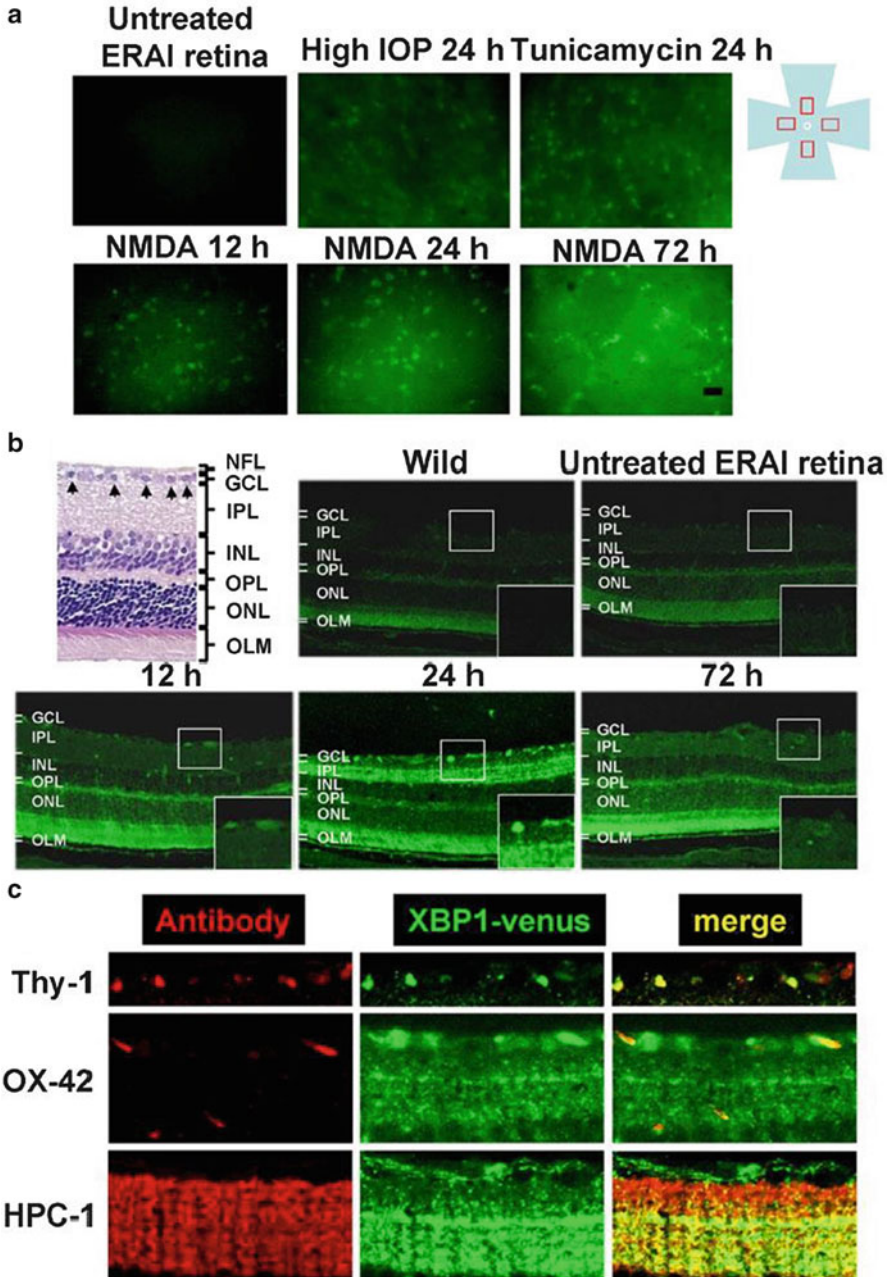 a
Untreated
ERAI retina
High IOP 24 h
Tunicamycin 24 h
NMDA 12 h
NMDA 24 h
NMDA 72 h
b
NFL
GCL
IPL
INL
OPL
ONL
OLM
Wild
GCL
IPL
INL
OPL
ONL
OLM
Untreated ERAI retina
GCL
IPL
INL
OPL
ONL
OLM
12 h
GCL
IPL
INL
OPL
ONL
OLM
24 h
GCL
IPL
INL
OPL
ONL
OLM
72 h
GCL
IPL
INL
OPL
ONL
OLM
c
Antibody
XBP1-venus
merge
Thy-1
OX-42
HPC-1